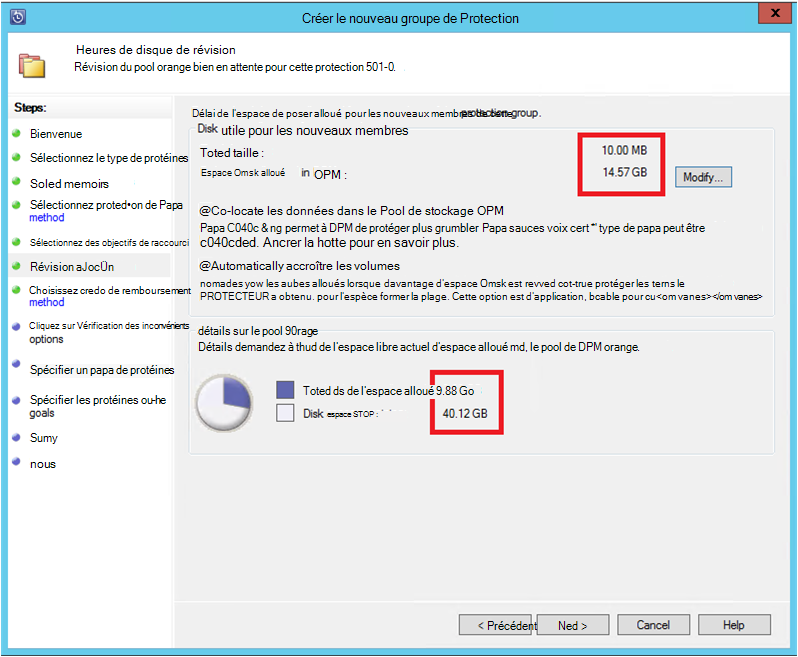 Créer le nouveau groupe de Protection
x
Heures de disque de révision
Révision du pool orange bien en attente pour cette protection 501-0.
Steps:
Bienvenue
Sélectionnez le type de protéines
Soled memoirs
Sélectionnez proted•on de Papa
method
Sélectionnez des objectifs de raccourci
Révision aJocÜn
Choisissez credo de remboursement
method
Cliquez sur Vérification des inconvénients
options
Spécifier un papa de protéines
Spécifier les protéines ou-he
goals
Sumy
nous
Délai de l'espace de poser alloué pour les nouveaux membres de cette protection group.
Disk utile pour les nouveaux membres
Toted taille : 10.00 MB
Espace Omsk alloué in OPM : 14.57 GB
Modify...
@Co-locate les données dans le Pool de stockage OPM
Papa C040c & ng permet à DPM de protéger plus grumbler Papa sauces voix cert "' type de papa peut être
c040cded. Ancrer la hotte pour en savoir plus.
@Automatically accroître les volumes
nomades yow les aubes alloués lorsque davantage d'espace Omsk est revved cot-true protéger les tems le
PROTECTEUR a obtenu. pour l'espèce former la plage. Cette option est d'application, bcable pour cu<om vanes></om vanes>
détails sur le pool 90rage
Détails demandez à thud de l'espace libre actuel d'espace alloué md, le pool de DPM orange.
Toted ds de l'espace alloué 9.88 Go
Disk espace STOP : 40.12 GB
< Précédent
Ned >
Cancel
Help